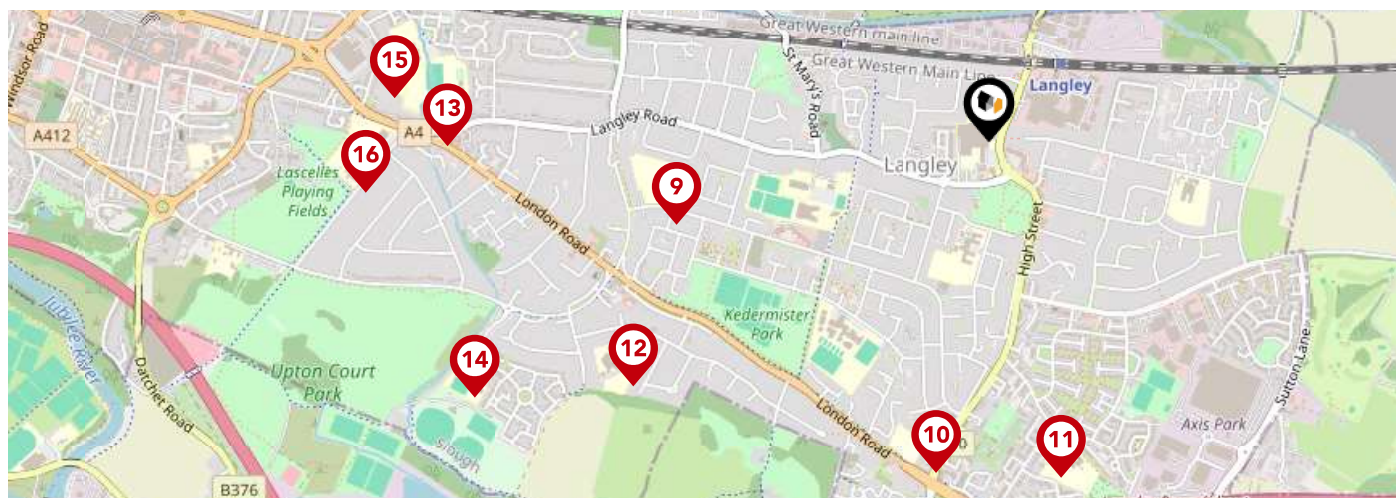 Windsor Road
A412
15
13
A4
16
Lascelles
Playing
Fields
Langley Road
St Mary's Road
Great Western main line
Great Western Main Line
Langley
Langley
9
London Road
High Street
Kedermister
Park
Jubilee River
Datchet Road
Upton Court
Park
14
12
Slough
London Road
10
11
Sutton Lane
Axis Park
B376